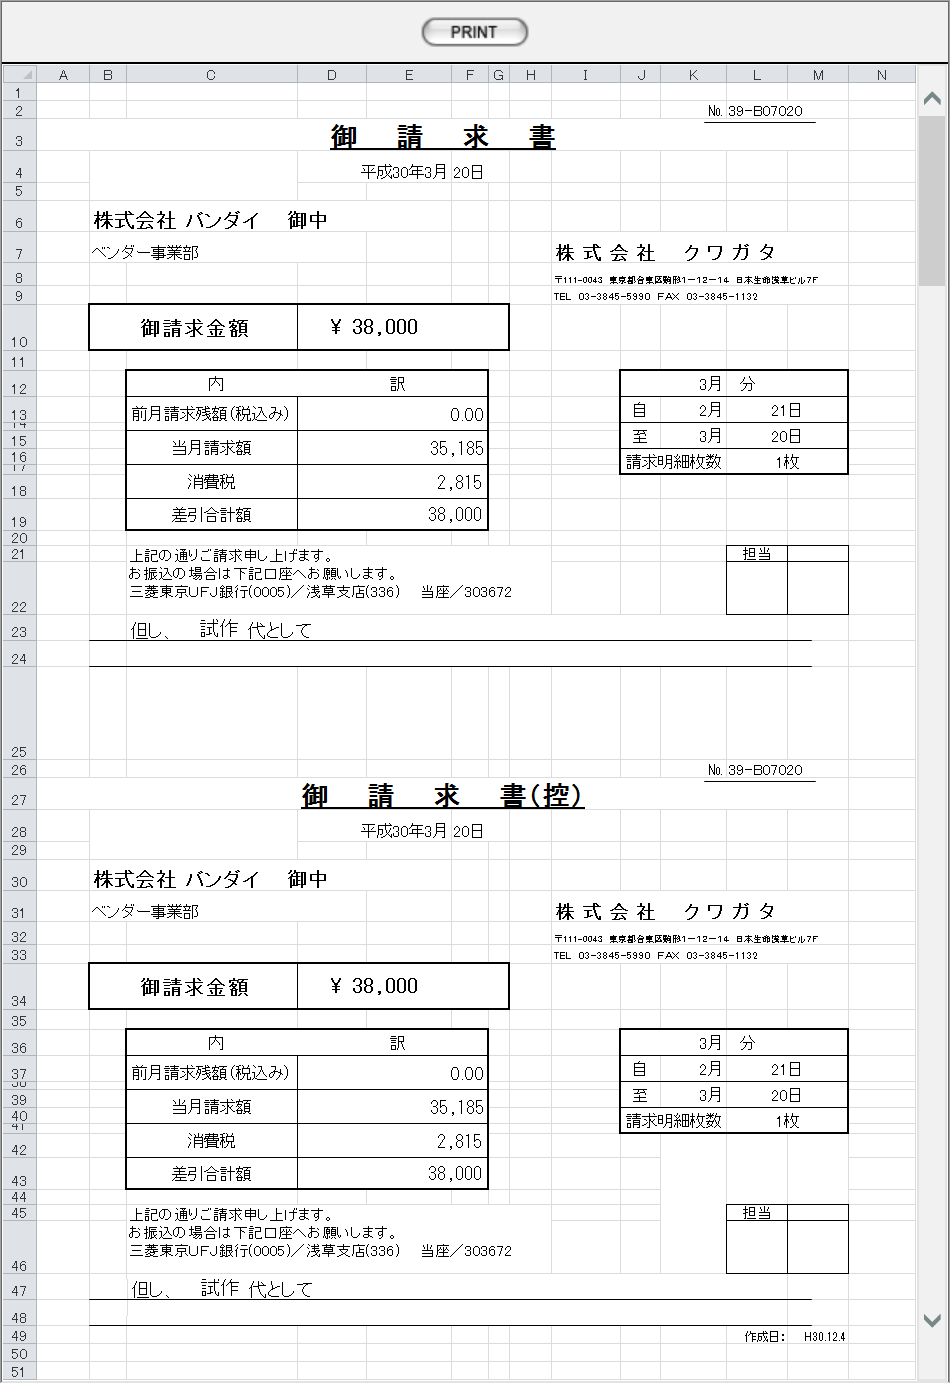 PRINT
A B C D E F G H I J K L M N
1
2 № 39-B07020
3 御 請 求 書
4 平成30年3月 20日
5
6 株式会社 バンダイ 御中
7 ベンダー事業部 株 式 会 社 ク ワ ガ タ
8 〒111-0043 東京都台東区駒形1ー12ー14 日本生命浅草ビル7F
9 TEL 03-3845-5990 FAX 03-3845-1132
10 御請求金額 ¥ 38,000
11
12 内 訳 3月 分
13 前月請求残額(税込み) 0.00 自 2月 21日
14
15 当月請求額 35,185 至 3月 20日
16 請求明細枚数 1枚
17
18 消費税 2,815
19 差引合計額 38,000
20
21 上記の通りご請求申し上げます。 担当
お振込の場合は下記口座へお願いします。
22 三菱東京UFJ銀行(0005)／浅草支店(336) 当座／303672
23 但し、 試作 代として
24
25
26 № 39-B07020
27 御 請 求 書(控)
28 平成30年3月 20日
29
30 株式会社 バンダイ 御中
31 ベンダー事業部 株 式 会 社 ク ワ ガ タ
32 〒111-0043 東京都台東区駒形1ー12ー14 日本生命浅草ビル7F
33 TEL 03-3845-5990 FAX 03-3845-1132
34 御請求金額 ¥ 38,000
35
36 内 訳 3月 分
37 前月請求残額(税込み) 0.00 自 2月 21日
38
39 当月請求額 35,185 至 3月 20日
40 請求明細枚数 1枚
41
42 消費税 2,815
43 差引合計額 38,000
44
45 上記の通りご請求申し上げます。 担当
お振込の場合は下記口座へお願いします。
46 三菱東京UFJ銀行(0005)／浅草支店(336) 当座／303672
47 但し、 試作 代として
48
49 作成日： H30.12.4
50
51